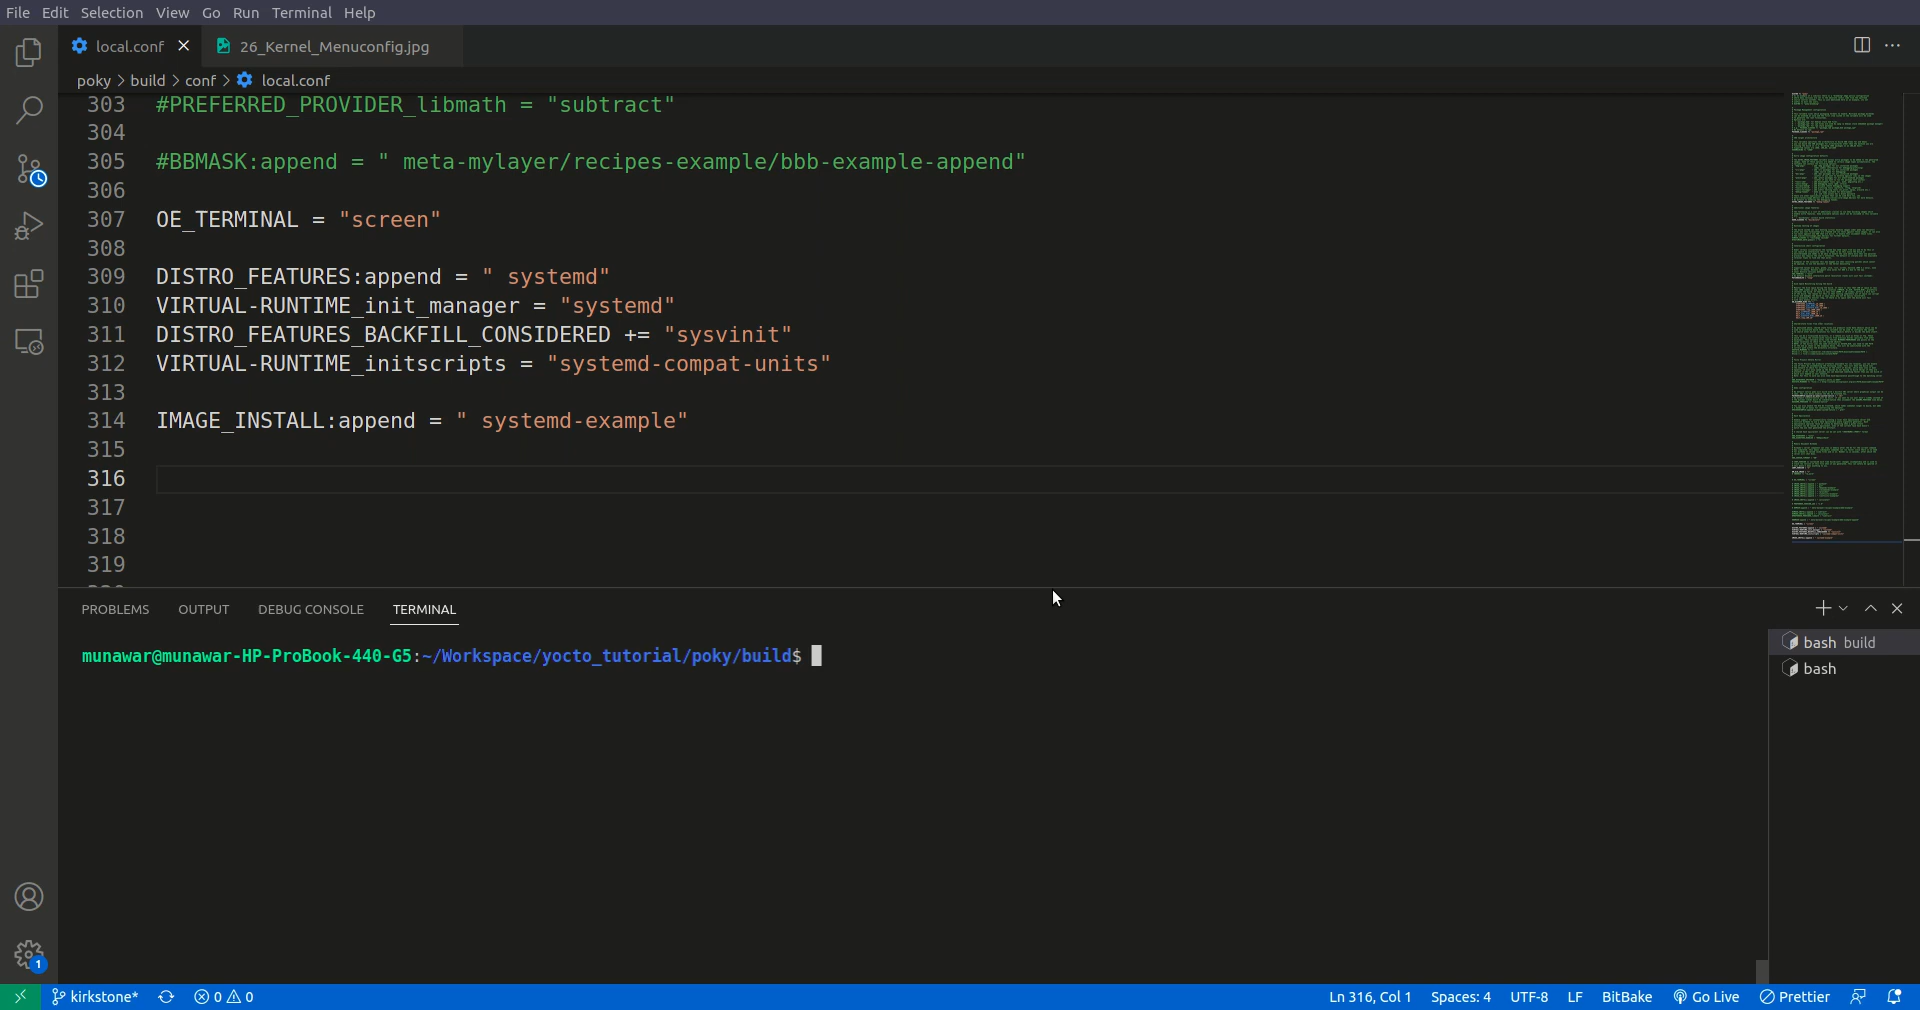 File Edit Selection View Go Run Terminal Help
local.conf
26_Kernel_Menuconfig.jpg
poky > build > conf > local.conf
303 #PREFERRED_PROVIDER_libmath = "subtract"
304
305 #BBMASK:append = " meta-mylayer/recipes-example/bbb-example-append"
306
307 OE_TERMINAL = "screen"
308
309 DISTRO_FEATURES:append = " systemd"
310 VIRTUAL-RUNTIME_init_manager = "systemd"
311 DISTRO_FEATURES_BACKFILL_CONSIDERED += "sysvinit"
312 VIRTUAL-RUNTIME_initscripts = "systemd-compat-units"
313
314 IMAGE_INSTALL:append = " systemd-example"
315
316
317
318
319
PROBLEMS OUTPUT DEBUG CONSOLE TERMINAL
munawar@munawar-HP-ProBook-440-G5:~/Workspace/yocto_tutorial/poky/build$
bash build
bash
1
kirkstone* 0 0 Ln 316, Col 1 Spaces: 4 UTF-8 LF BitBake Go Live Prettier